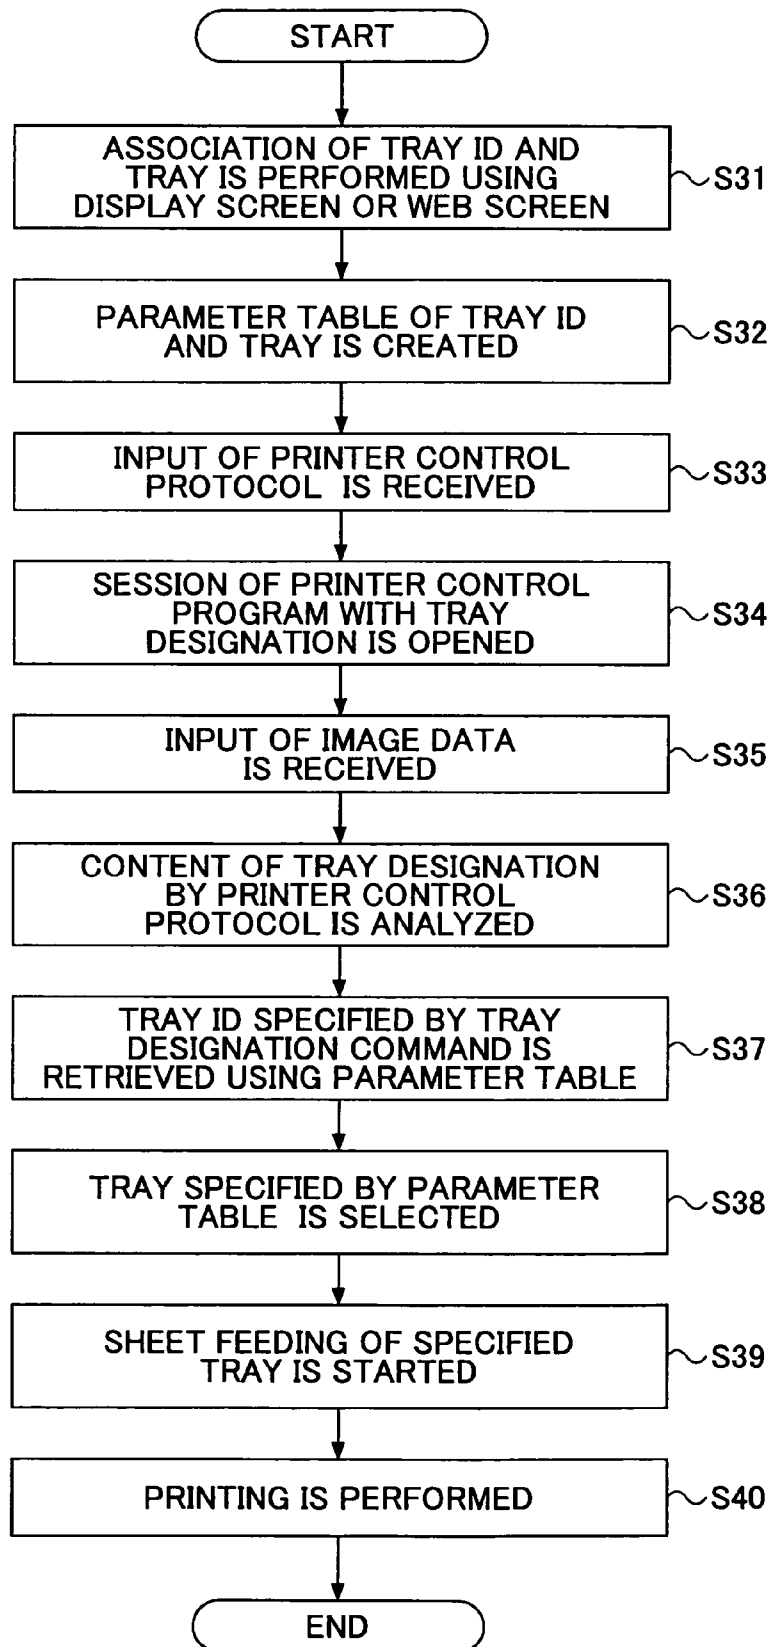 START
ASSOCIATION OF TRAY ID AND
TRAY IS PERFORMED USING
DISPLAY SCREEN OR WEB SCREEN
S31
PARAMETER TABLE OF TRAY ID
AND TRAY IS CREATED
S32
INPUT OF PRINTER CONTROL
PROTOCOL IS RECEIVED
S33
SESSION OF PRINTER CONTROL
PROGRAM WITH TRAY
DESIGNATION IS OPENED
S34
INPUT OF IMAGE DATA
IS RECEIVED
S35
CONTENT OF TRAY DESIGNATION
BY PRINTER CONTROL
PROTOCOL IS ANALYZED
S36
TRAY ID SPECIFIED BY TRAY
DESIGNATION COMMAND IS
RETRIEVED USING PARAMETER TABLE
S37
TRAY SPECIFIED BY PARAMETER
TABLE IS SELECTED
S38
SHEET FEEDING OF SPECIFIED
TRAY IS STARTED
S39
PRINTING IS PERFORMED
S40
END